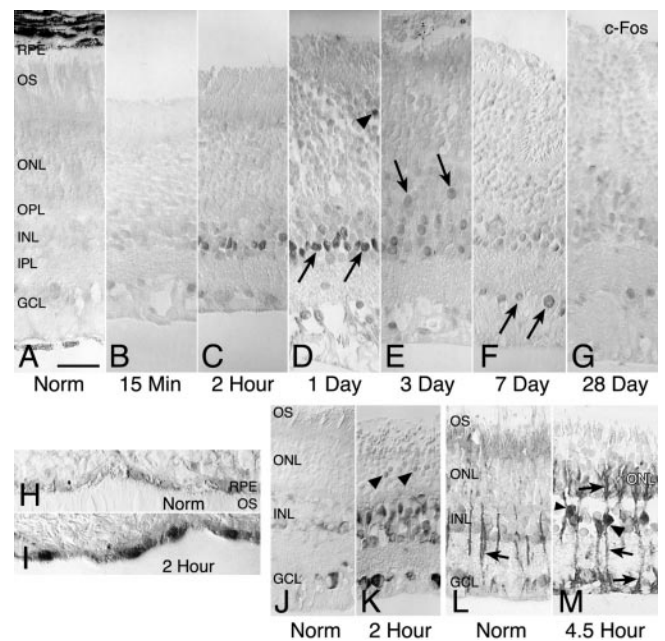 c-Fos
RPE
OS
ONL
OPL
INL
IPL
GCL
A B C D E F G
Norm 15 Min 2 Hour 1 Day 3 Day 7 Day 28 Day
H Norm RPE
OS
I 2 Hour
OS OS
ONL ONL ONL
INL INL
GCL GCL
J K L M
Norm 2 Hour Norm 4.5 Hour